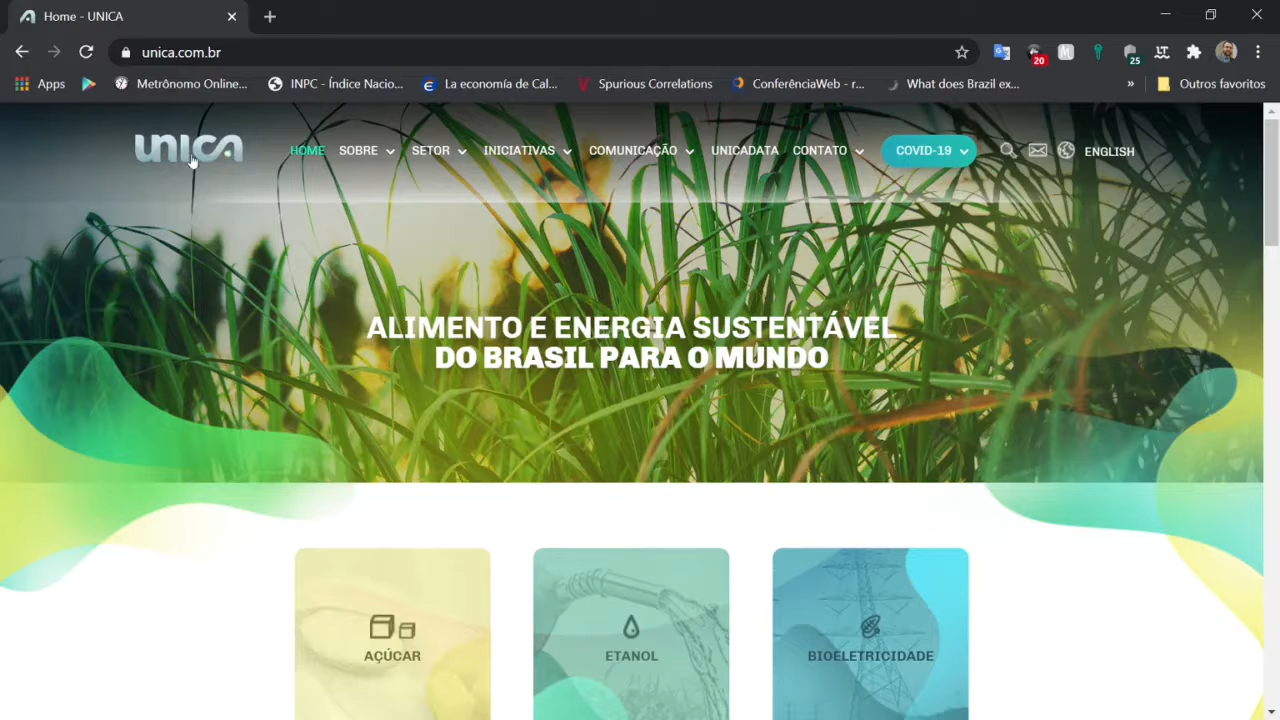 Home - UNICA
unica.com.br
20
25
Apps
Metrônomo Online...
INPC - Índice Nacio...
La economía de Cal...
Spurious Correlations
ConferênciaWeb - r...
What does Brazil ex...
»
Outros favoritos
UNICA
HOME
SOBRE
SETOR
INICIATIVAS
COMUNICAÇÃO
UNICADATA
CONTATO
COVID-19
ENGLISH
ALIMENTO E ENERGIA SUSTENTÁVEL
DO BRASIL PARA O MUNDO
AÇÚCAR
ETANOL
BIOELETRICIDADE